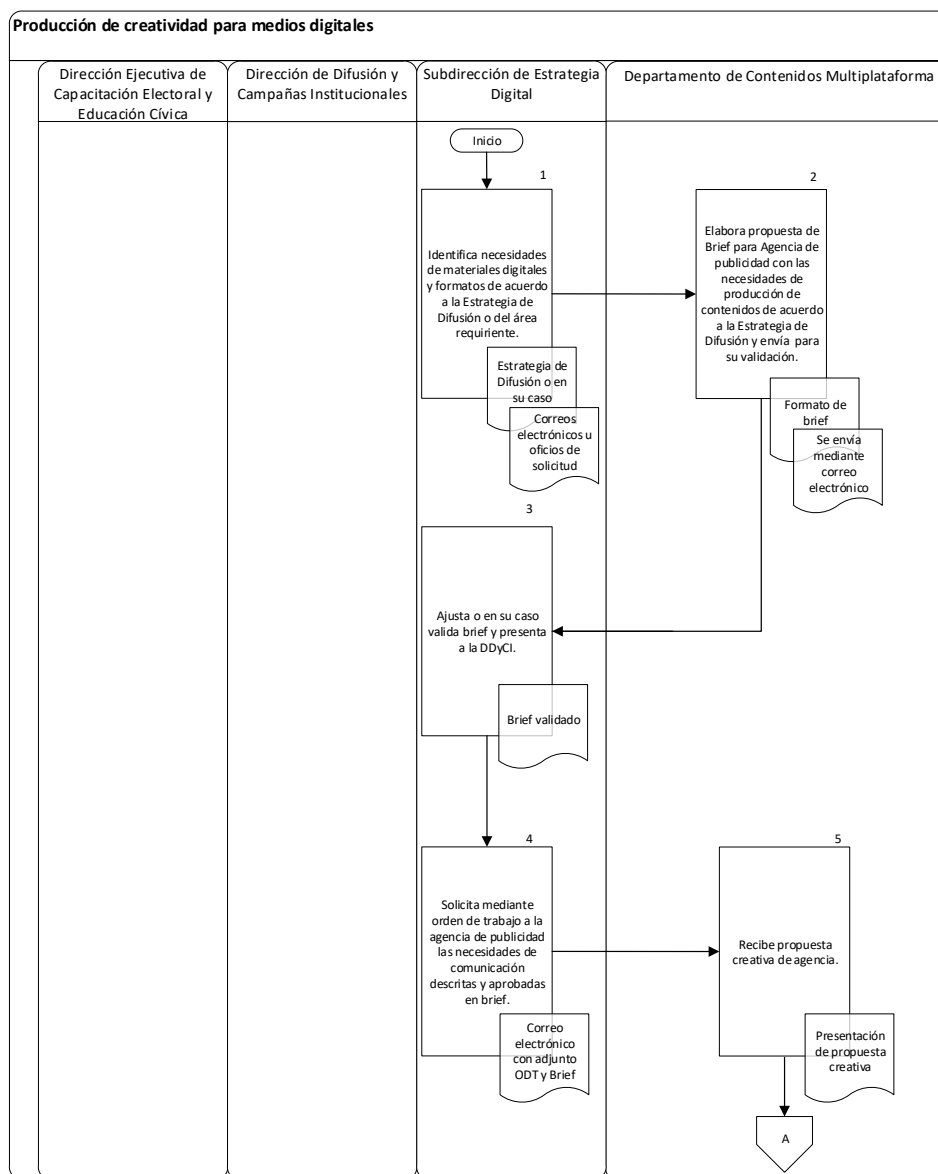 Producción de creatividad para medios digitales
Dirección Ejecutiva de
Capacitación Electoral y
Educación Cívica
Dirección de Difusión y
Campañas Institucionales
Subdirección de Estrategia
Digital
Departamento de Contenidos Multiplataforma
Inicio
1
Identifica necesidades
de materiales digitales
y formatos de acuerdo
a la Estrategia de
Difusión o del área
requiriente.
Estrategia de
Difusión o en
su caso
Correos
electrónicos u
oficios de
solicitud
2
Elabora propuesta de
Brief para Agencia de
publicidad con las
necesidades de
producción de
contenidos de acuerdo
a la Estrategia de
Difusión y envía para
su validación.
Formato de
brief
Se envía
mediante
correo
electrónico
3
Ajusta o en su caso
valida brief y presenta
a la DDyCI.
Brief validado
4
Solicita mediante
orden de trabajo a la
agencia de publicidad
las necesidades de
comunicación
descritas y aprobadas
en brief.
Correo
electrónico
con adjunto
ODT y Brief
5
Recibe propuesta
creativa de agencia.
Presentación
de propuesta
creativa
A